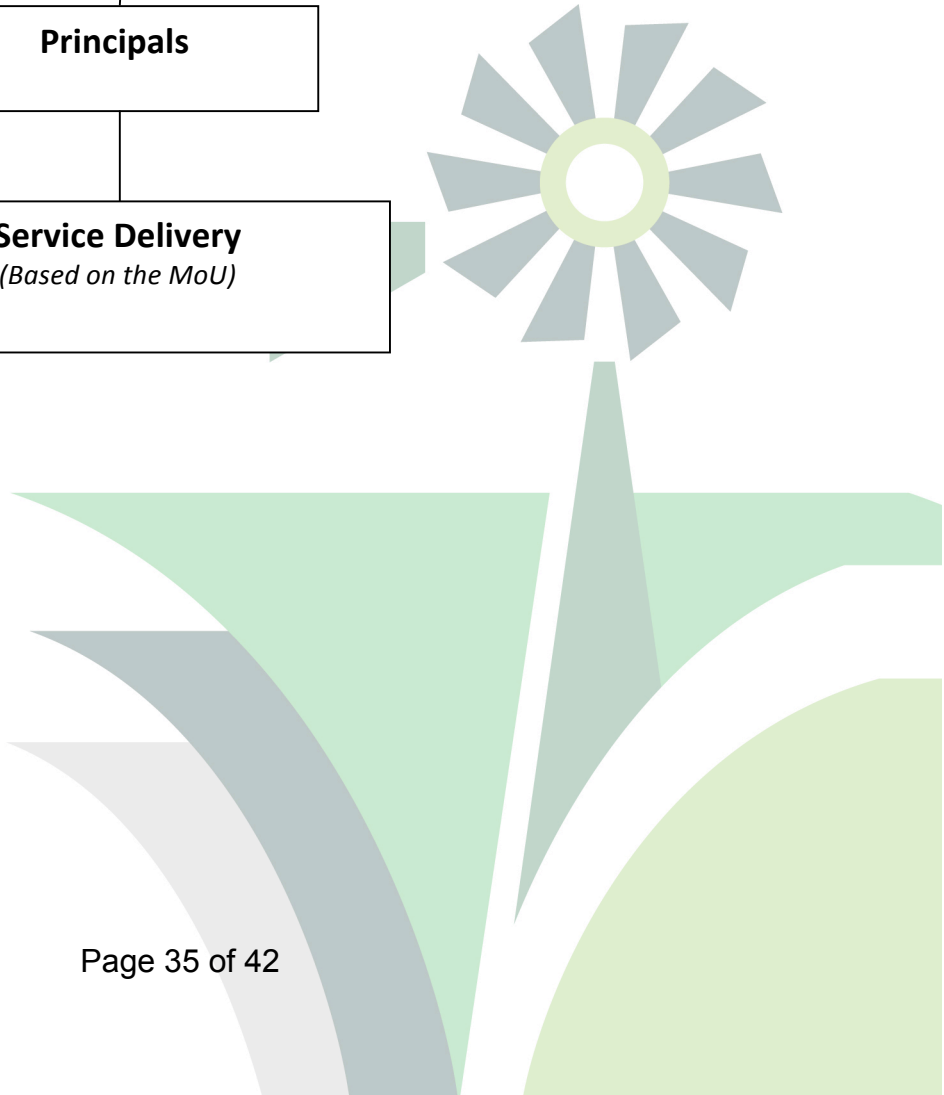 Principals
Service Delivery
(Based on the MoU)
Page 35 of 42